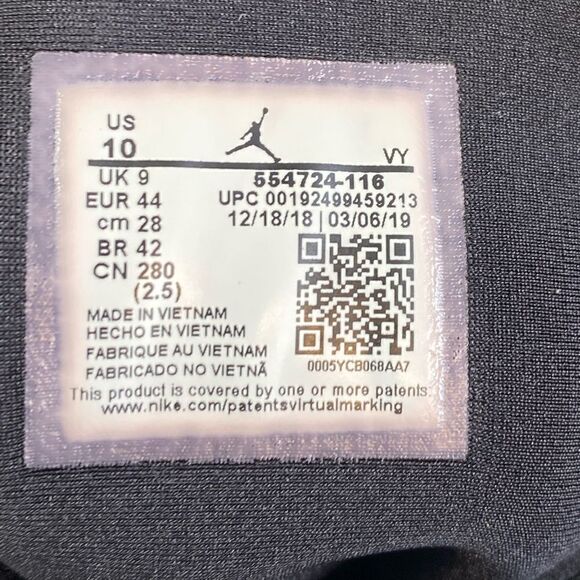 US
10
VY
UK 9
554724-116
EUR 44
UPC 00192499459213
cm 28
12/18/18 | 03/06/19
BR 42
CN 280
(2.5)
MADE IN VIETNAM
HECHO EN VIETNAM
FABRIQUE AU VIETNAM
FABRICADO NO VIETNÃ
0005YCB068AA7
This product is covered by one or more patents.
www.nike.com/patentsvirtualmarking